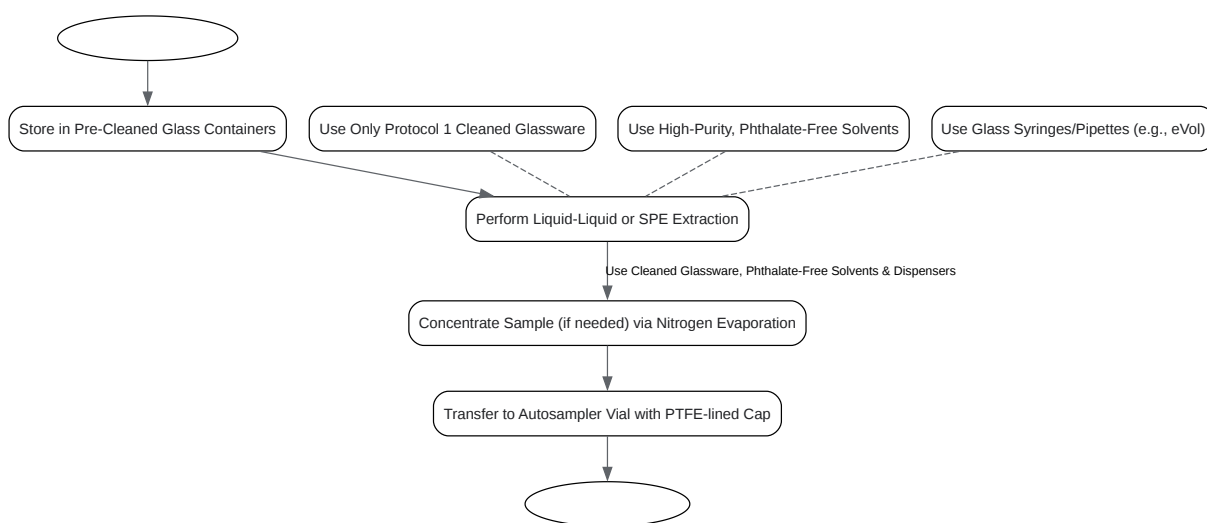 Store in Pre-Cleaned Glass Containers
Use Only Protocol 1 Cleaned Glassware
Use High-Purity, Phthalate-Free Solvents
Use Glass Syringes/Pipettes (e.g., eVol)
Perform Liquid-Liquid or SPE Extraction
Use Cleaned Glassware, Phthalate-Free Solvents & Dispensers
Concentrate Sample (if needed) via Nitrogen Evaporation
Transfer to Autosampler Vial with PTFE-lined Cap